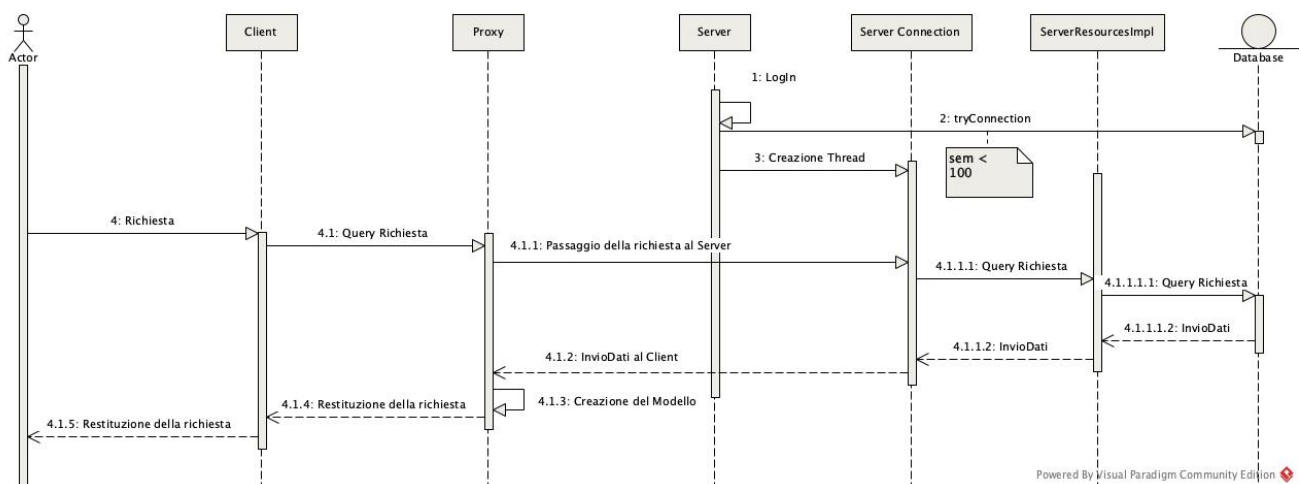 Client
Proxy
Server
Server Connection
ServerResourcesImpl
Actor
Database
1: LogIn
2: tryConnection
3: Creazione Thread
sem <
100
4: Richiesta
4.1: Query Richiesta
4.1.1: Passaggio della richiesta al Server
4.1.1.1: Query Richiesta
4.1.1.1.1: Query Richiesta
4.1.1.1.2: InvioDati
4.1.1.2: InvioDati
4.1.2: InvioDati al Client
4.1.3: Creazione del Modello
4.1.4: Restituzione della richiesta
4.1.5: Restituzione della richiesta
Powered By Visual Paradigm Community Edition